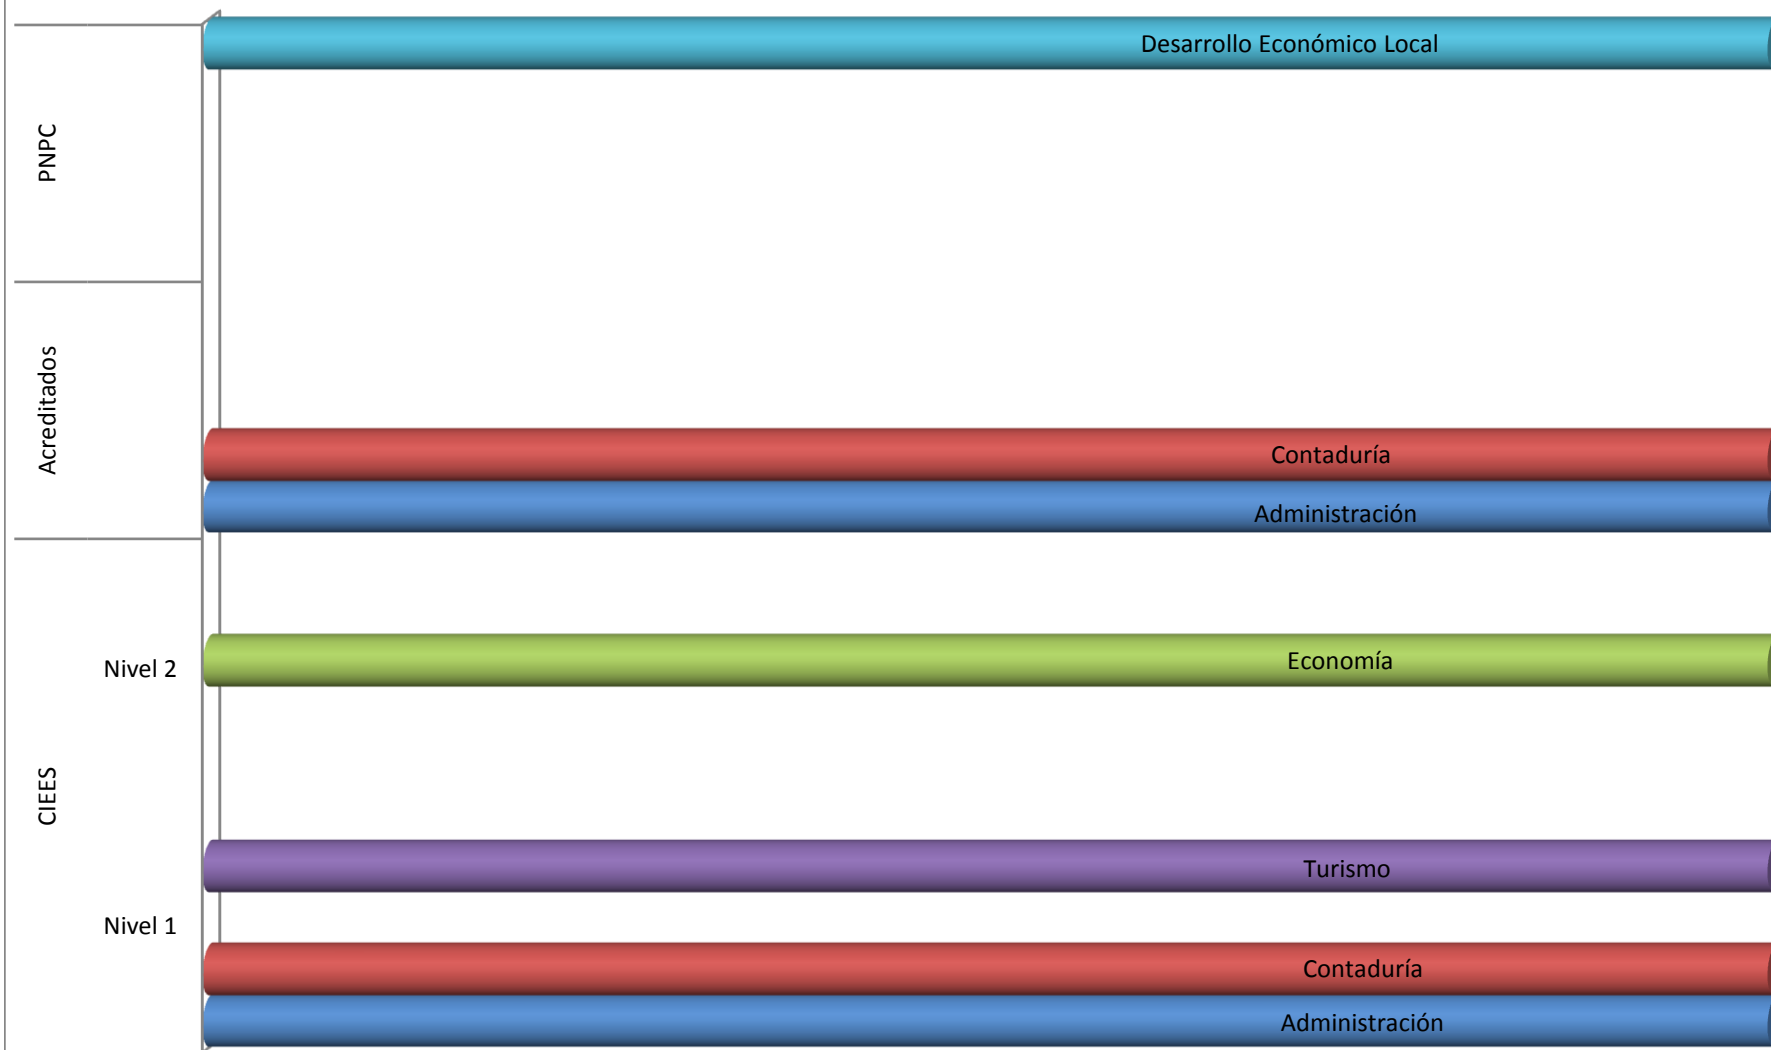 Desarrollo Económico Local
PNPC
Acreditados
Contaduría
Administración
Nivel 2
Economía
CIEES
Turismo
Nivel 1
Contaduría
Administración